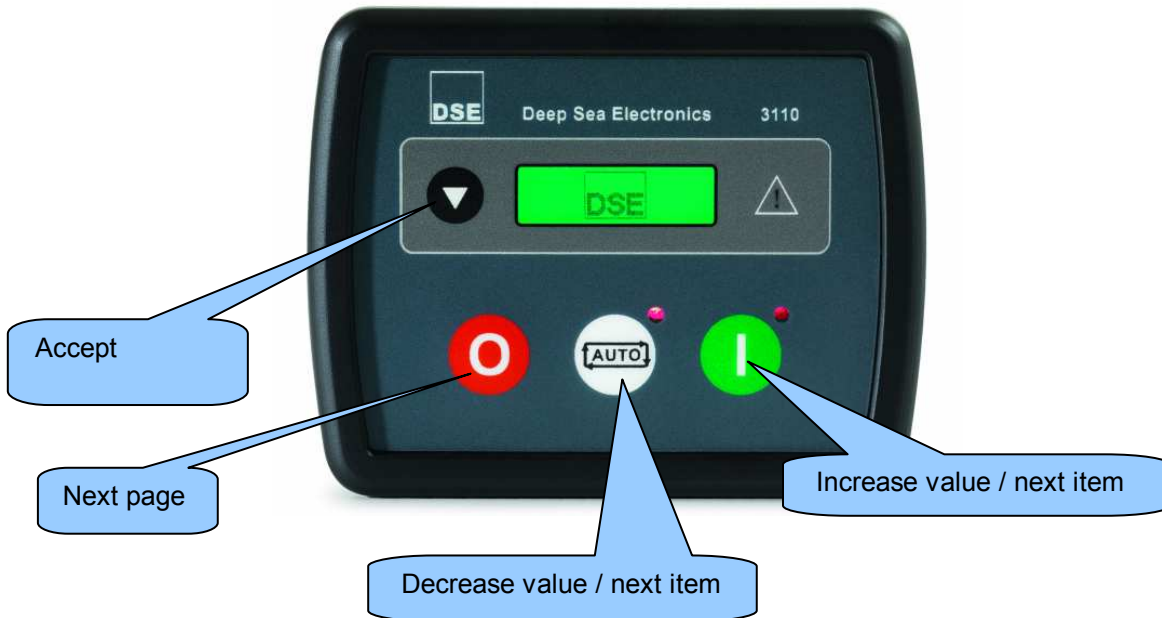 DSE Deep Sea Electronics 3110
DSE
Accept
O AUTO I
Next page
Increase value / next item
Decrease value / next item